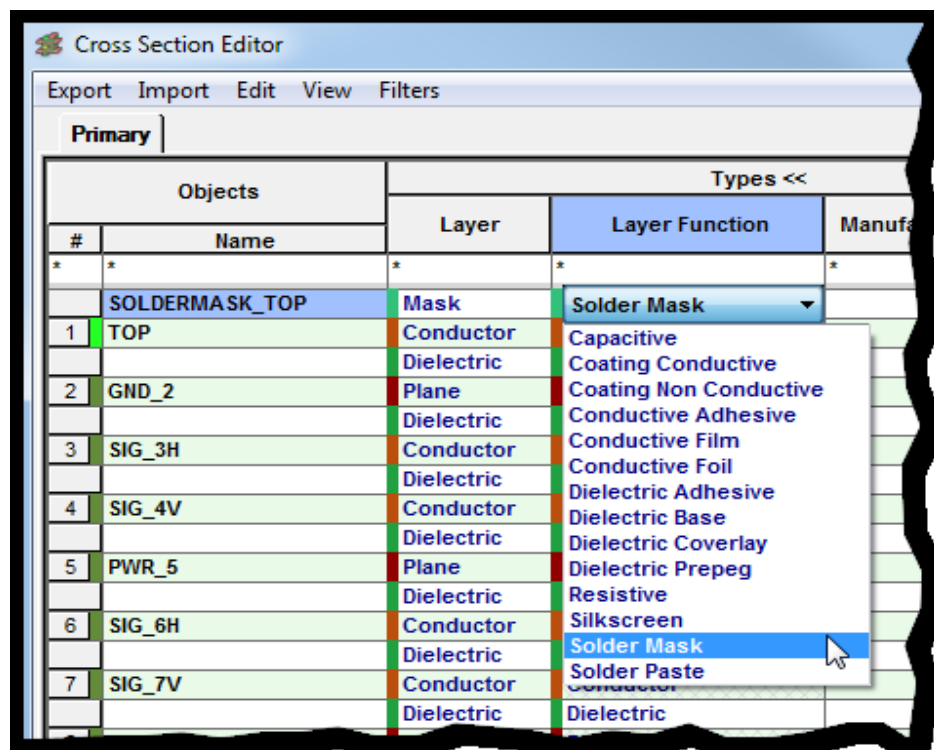 Cross Section Editor
Export Import Edit View Filters
Primary
Objects Types <<
# Name Layer Layer Function Manufa
* * * * *
SOLDERMASK_TOP Mask Solder Mask
1 TOP Conductor
Dielectric
2 GND_2 Plane
Dielectric
3 SIG_3H Conductor
Dielectric
4 SIG_4V Conductor
Dielectric
5 PWR_5 Plane
Dielectric
6 SIG_6H Conductor
Dielectric
7 SIG_7V Conductor Conductor
Dielectric Dielectric
Capacitive
Coating Conductive
Coating Non Conductive
Conductive Adhesive
Conductive Film
Conductive Foil
Dielectric Adhesive
Dielectric Base
Dielectric Coverlay
Dielectric Prepeg
Resistive
Silkscreen
Solder Mask
Solder Paste